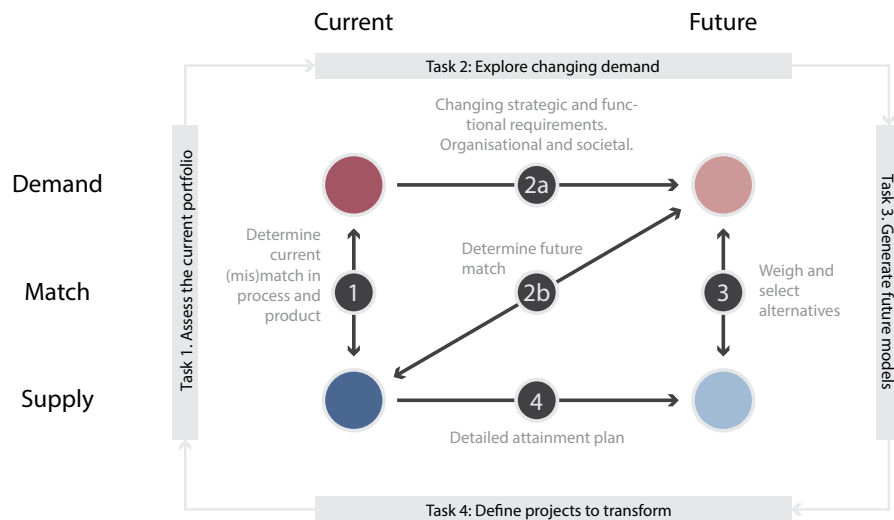 Current
Future
Task 2: Explore changing demand
Changing strategic and func-
tional requirements.
Organisational and societal.
Demand
2a
Task 1. Assess the current portfolio
Task 3. Generate future models
Determine
current
(mis)match in
process and
product
Determine future
match
Match
1
2b
3
Weigh and
select
alternatives
Supply
4
Detailed attainment plan
Task 4: Define projects to transform